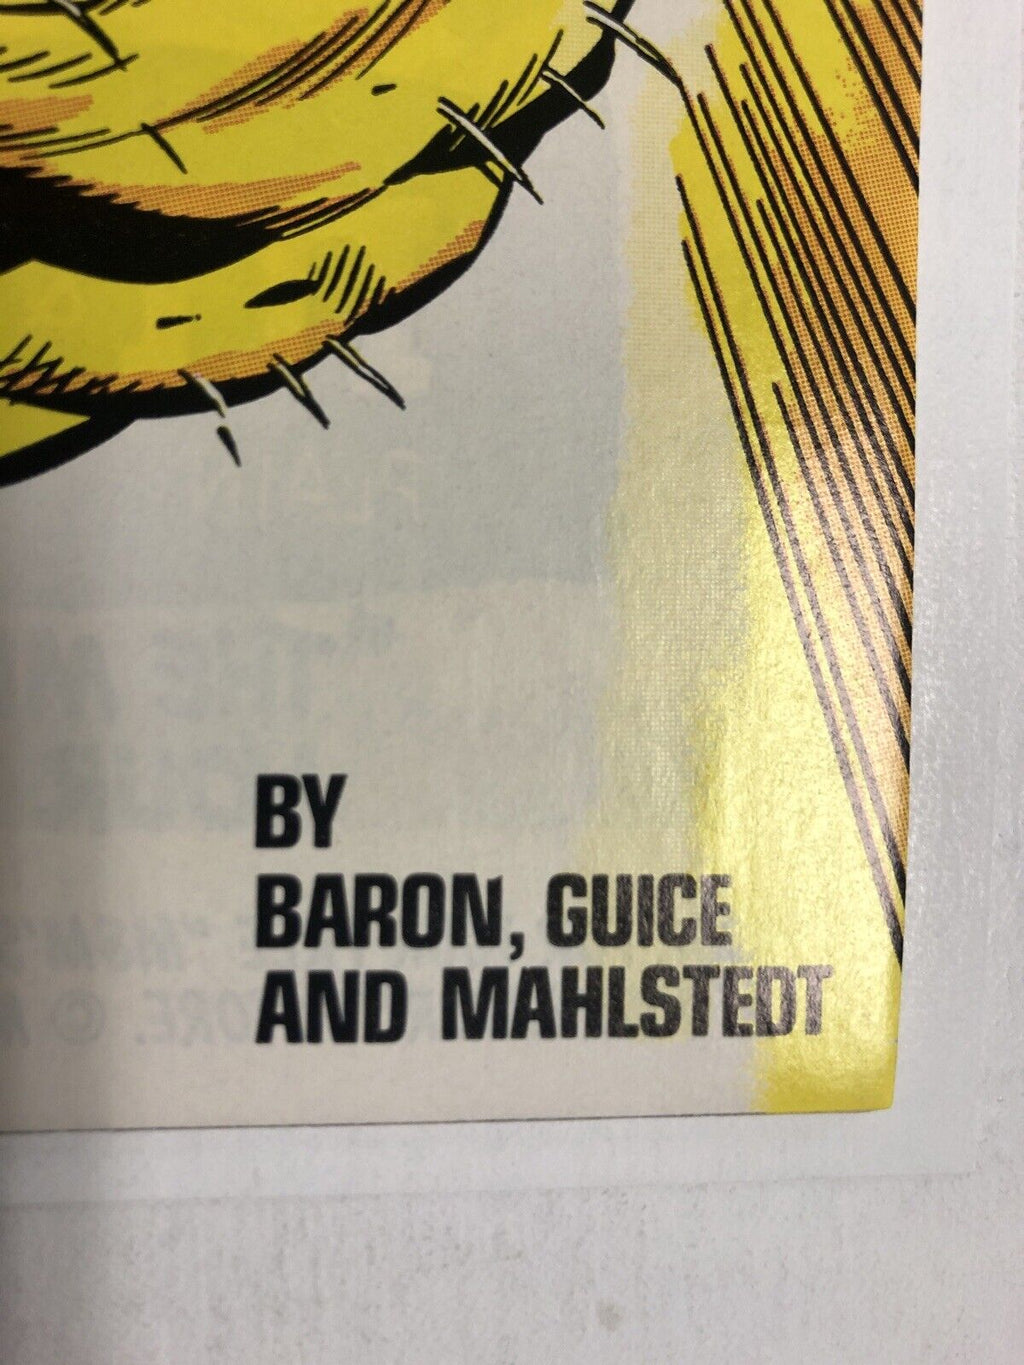 BY
BARON, GUICE
AND MAHLSTEDT